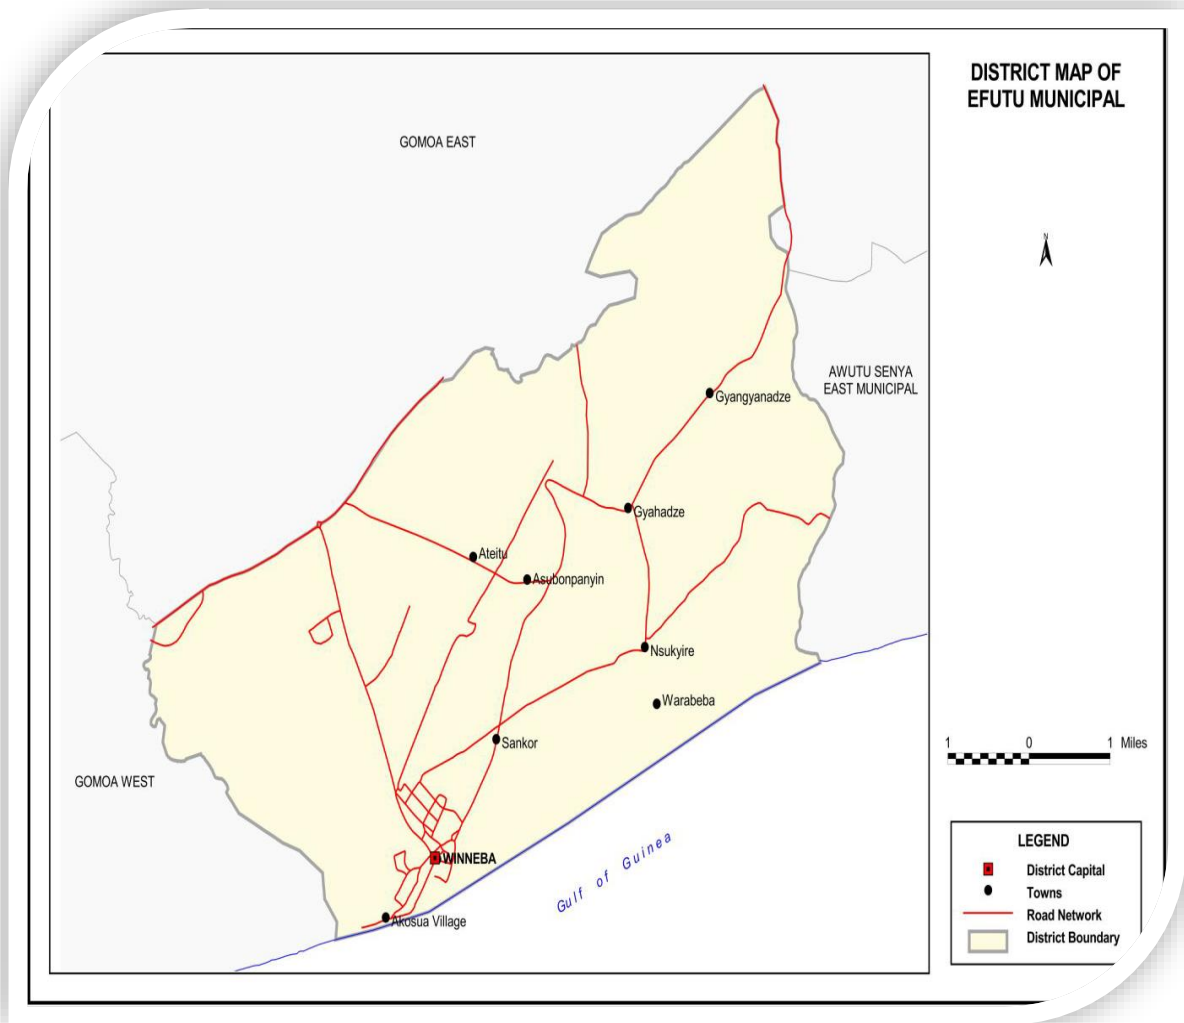 DISTRICT MAP OF
EFUTU MUNICIPAL
GOMOA EAST
N
AWUTU SENYA
EAST MUNICIPAL
Gyangyanadze
Gyahadze
Ateitu
Asubonpanyin
Nsukyire
Warabeba
Sankor
1 0 1 Miles
GOMOA WEST
WINNEBA
Akosua Village
Gulf of Guinea
LEGEND
District Capital
Towns
Road Network
District Boundary